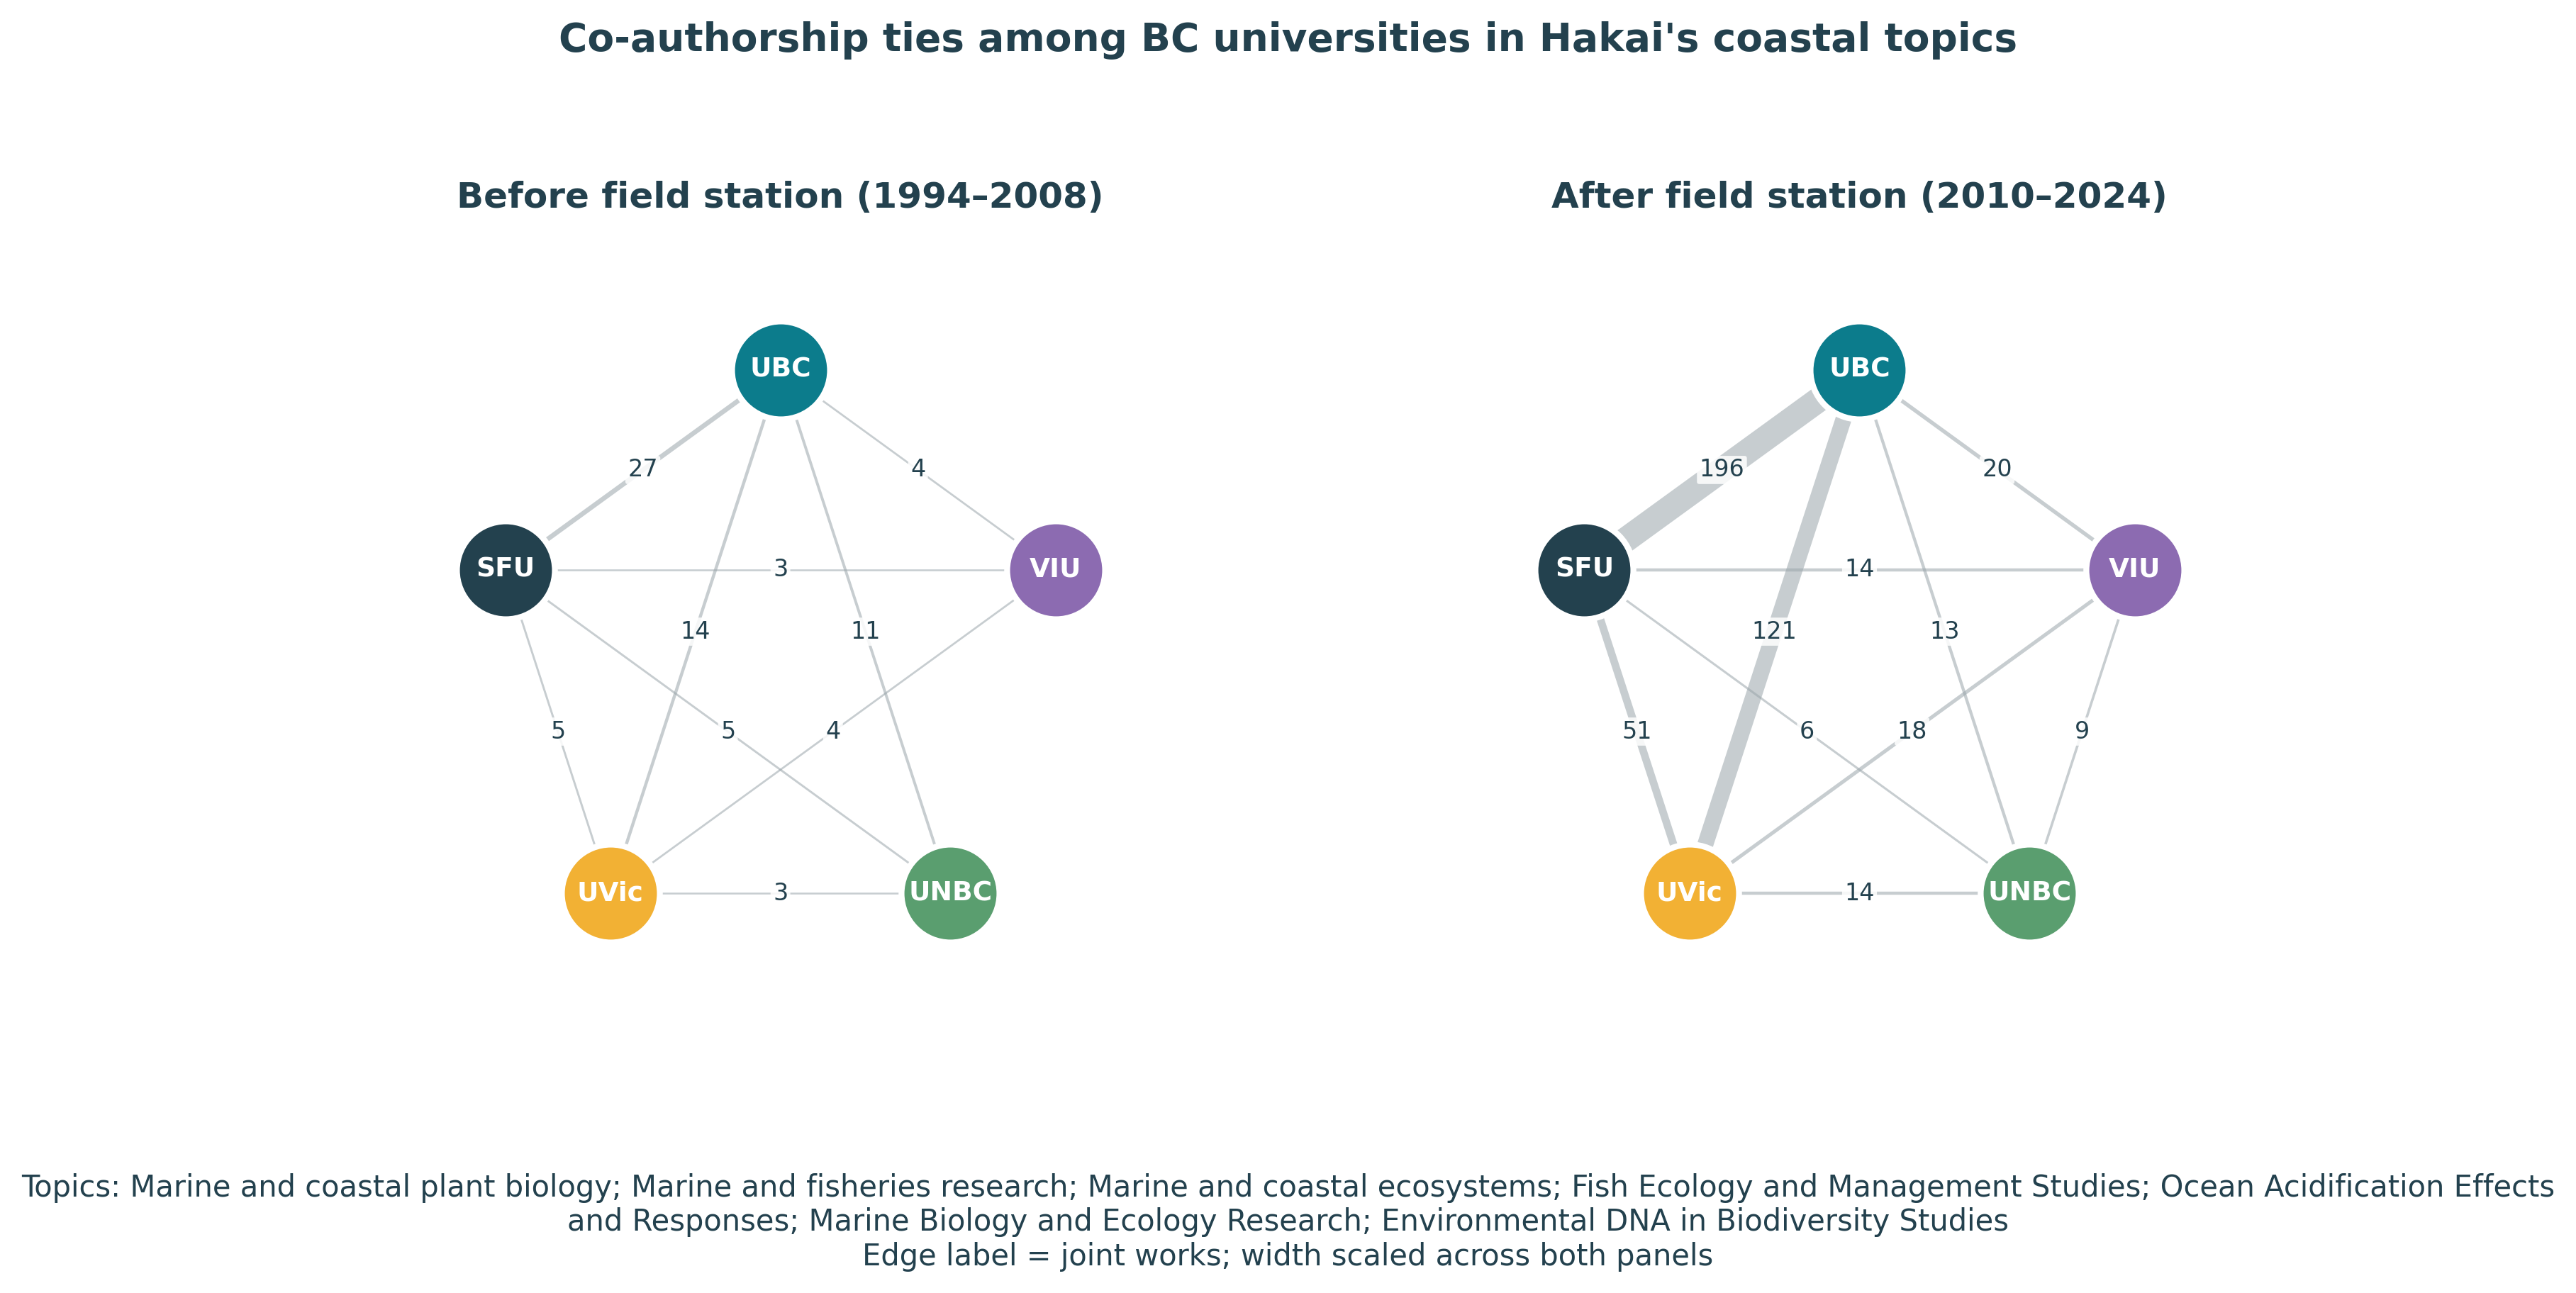 Co-authorship ties among BC universities in Hakai's coastal topics
Before field station (1994–2008)
UBC
27
4
SFU
3
VIU
14
11
5
5
4
UVic
3
UNBC
After field station (2010–2024)
UBC
196
20
SFU
14
VIU
121
13
51
6
18
9
UVic
14
UNBC
Topics: Marine and coastal plant biology; Marine and fisheries research; Marine and coastal ecosystems; Fish Ecology and Management Studies; Ocean Acidification Effects
and Responses; Marine Biology and Ecology Research; Environmental DNA in Biodiversity Studies
Edge label = joint works; width scaled across both panels